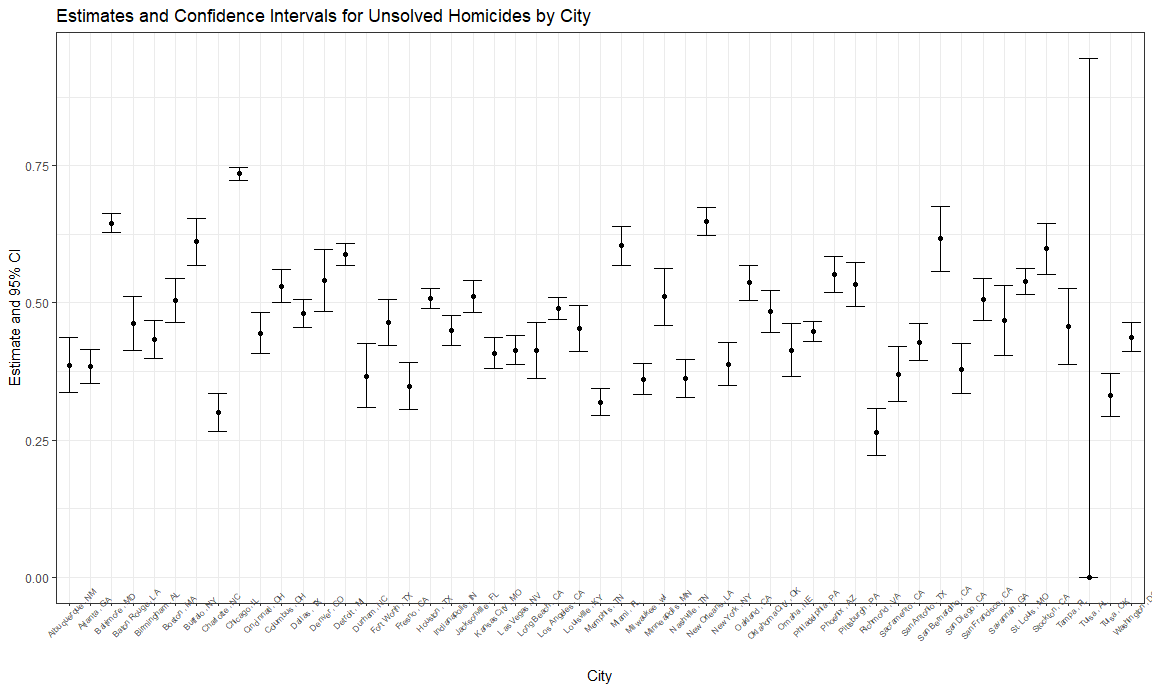 Estimates and Confidence Intervals for Unsolved Homicides by City
Estimate and 95% CI
0.75
0.50
0.25
0.00
Albuquerque, NM
Atlanta, GA
Baltimore, MD
Baton Rouge, LA
Birmingham, AL
Boston, MA
Buffalo, NY
Charlotte, NC
Chicago, IL
Cincinnati, OH
Columbus, OH
Dallas, TX
Denver, CO
Detroit, MI
Durham, NC
Fort Worth, TX
Fresno, CA
Houston, TX
Indianapolis, IN
Jacksonville, FL
Kansas City, MO
Las Vegas, NV
Long Beach, CA
Los Angeles, CA
Louisville, KY
Memphis, TN
Miami, FL
Milwaukee, wI
Minneapolis, MN
Nashville, TN
New Orleans, LA
New York, NY
Oakland, CA
Oklahoma City, OK
Omaha, NE
Philadelphia, PA
Phoenix, AZ
Pittsburgh, PA
Richmond, VA
Sacramento, CA
San Antonio, TX
San Bernardino, CA
San Diego, CA
San Francisco, CA
Savannah, GA
St. Louis, MO
Stockton, CA
Tampa, FL
Tulsa, AL
Tulsa, OK
Washington, DC
City